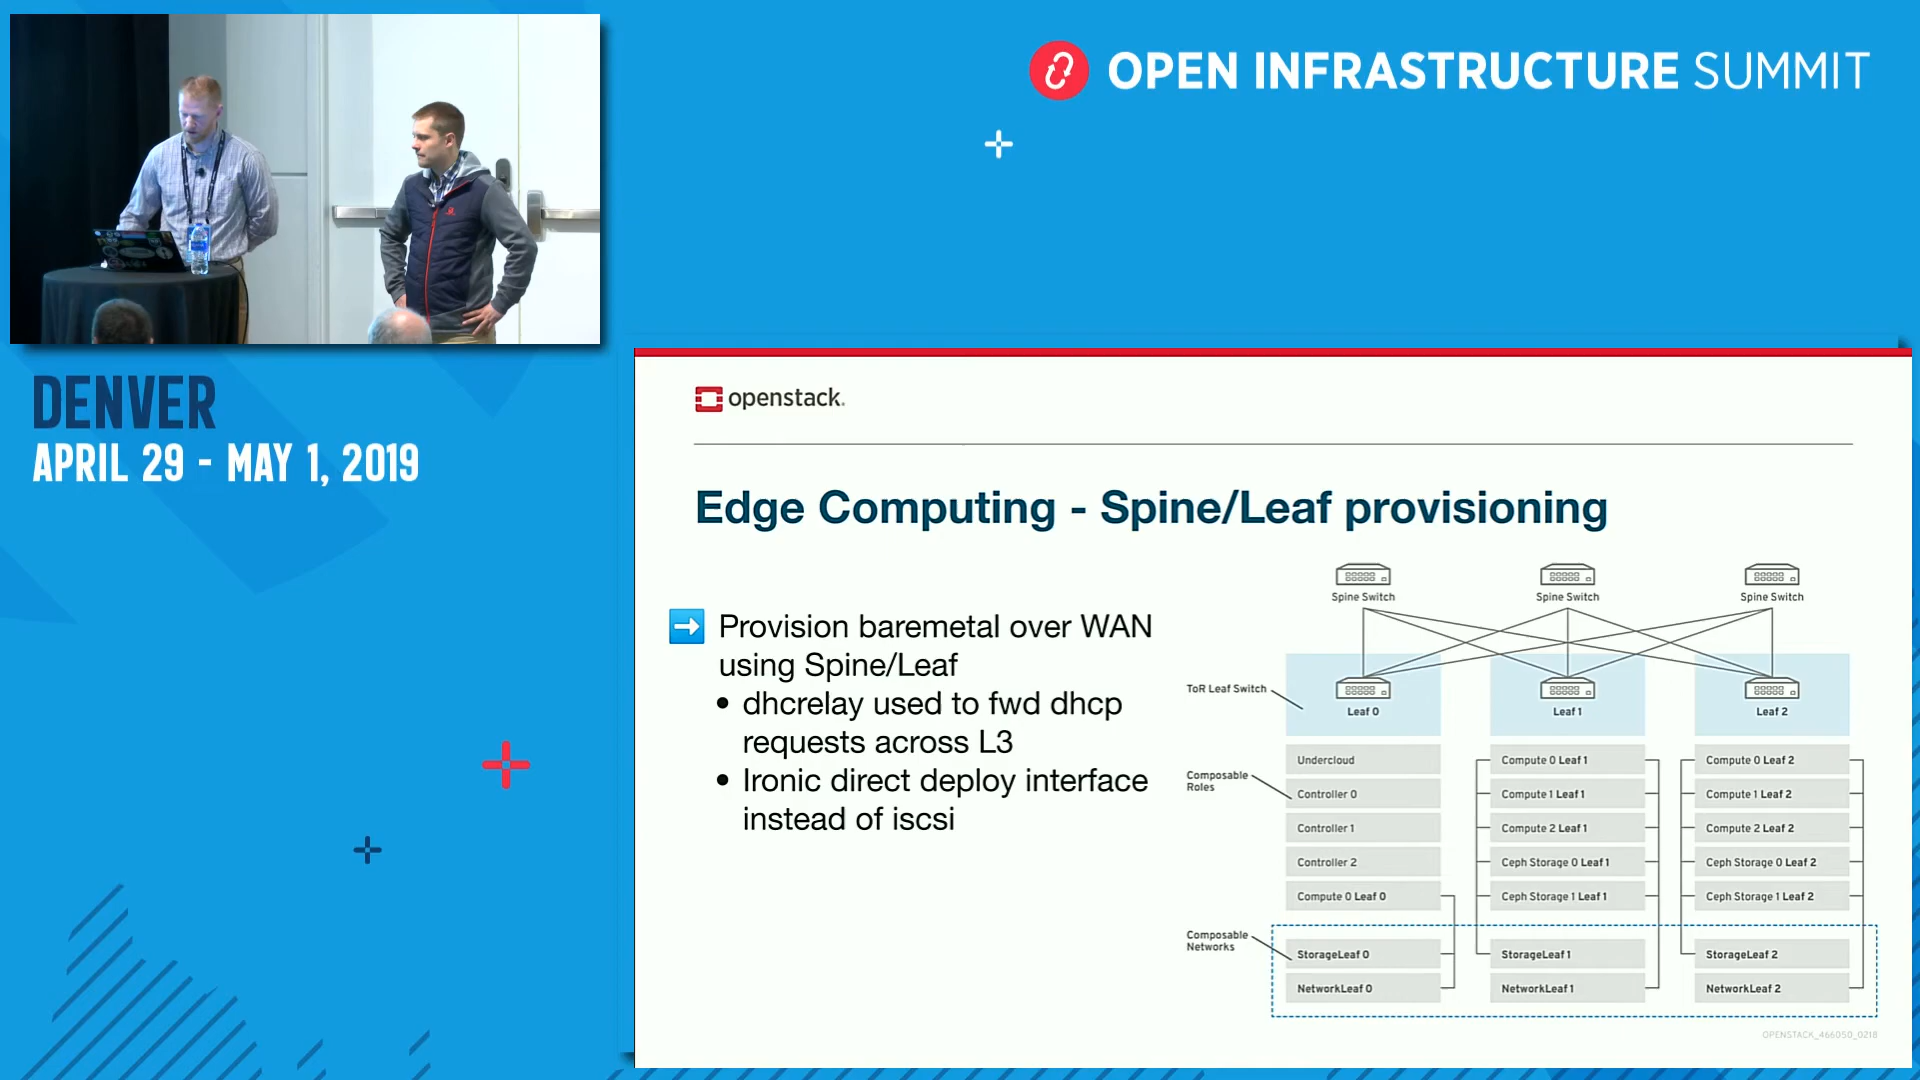 OPEN INFRASTRUCTURE SUMMIT
DENVER
APRIL 29 - MAY 1, 2019
openstack.
Edge Computing - Spine/Leaf provisioning
Provision baremetal over WAN
using Spine/Leaf
• dhcrelay used to fwd dhcp
requests across L3
• Ironic direct deploy interface
instead of iscsi
Spine Switch
Spine Switch
Spine Switch
ToR Leaf Switch
Leaf 0
Leaf 1
Leaf 2
Composable
Roles
Undercloud
Controller 0
Controller 1
Controller 2
Compute 0 Leaf 0
Compute 0 Leaf 1
Compute 1 Leaf 1
Compute 2 Leaf 1
Ceph Storage 0 Leaf 1
Ceph Storage 1 Leaf 1
Compute 0 Leaf 2
Compute 1 Leaf 2
Compute 2 Leaf 2
Ceph Storage 0 Leaf 2
Ceph Storage 1 Leaf 2
Composable
Networks
StorageLeaf 0
NetworkLeaf 0
StorageLeaf 1
NetworkLeaf 1
StorageLeaf 2
NetworkLeaf 2
OPENSTACK_466050_0218